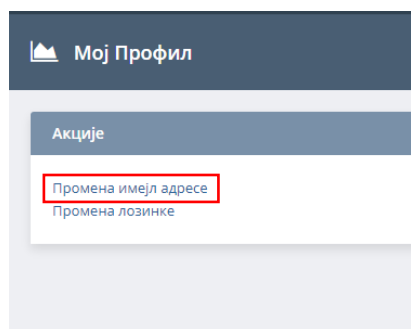 Мој Профил
Акције
Промена имејл адресе
Промена лозинке